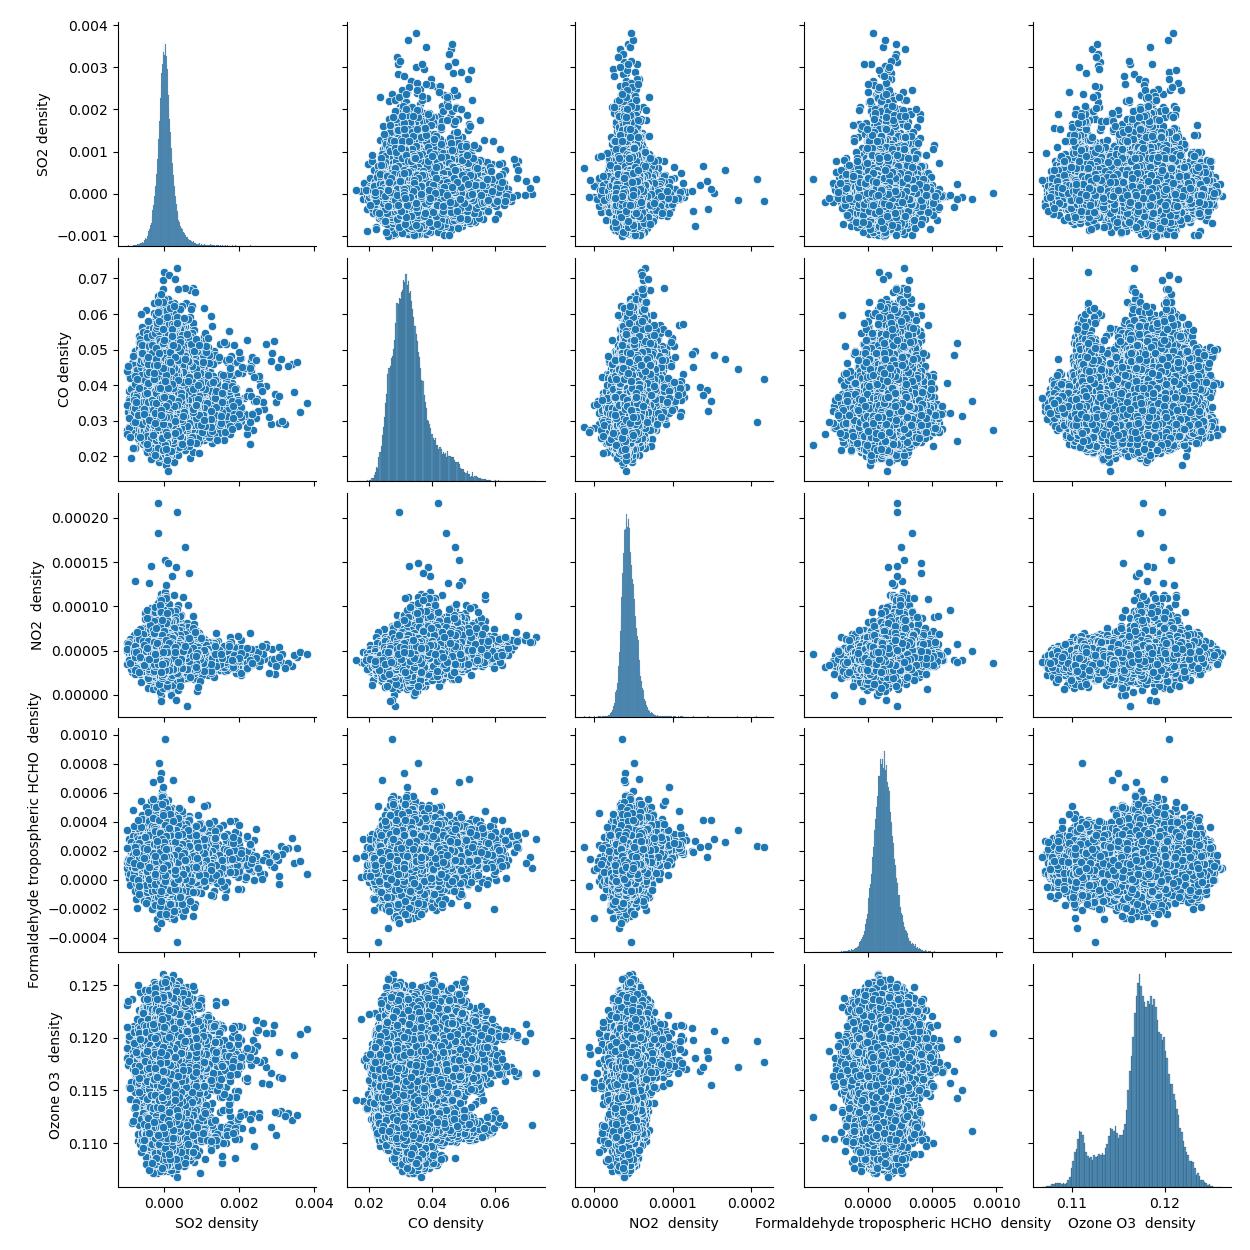 0.004
0.003
0.002
0.001
0.000
−0.001
SO2 density
0.07
0.06
0.05
0.04
0.03
0.02
CO density
0.00020
0.00015
0.00010
0.00005
0.00000
NO2  density
0.0010
0.0008
0.0006
0.0004
0.0002
0.0000
−0.0002
−0.0004
Formaldehyde tropospheric HCHO  density
0.125
0.120
0.115
0.110
Ozone O3  density
0.000 0.002 0.004
SO2 density
0.02 0.04 0.06
CO density
0.0000 0.0001 0.0002
NO2  density
0.0000 0.0005 0.0010
Formaldehyde tropospheric HCHO  density
0.11 0.12
Ozone O3  density